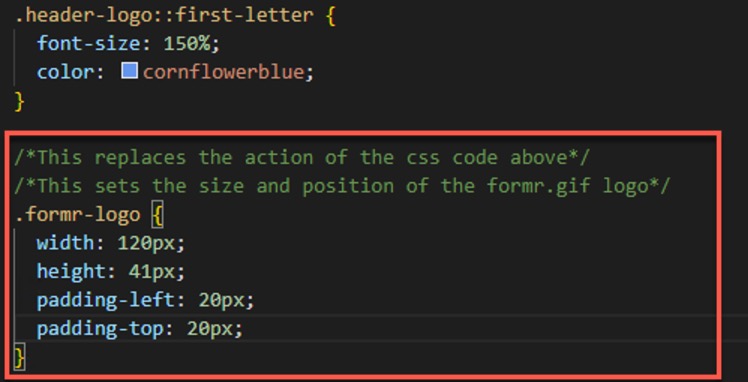 .header-logo::first-letter {
font-size: 150%;
color: cornflowerblue;
}
/*This replaces the action of the css code above*/
/*This sets the size and position of the formr.gif logo*/
.formr-logo {
width: 120px;
height: 41px;
padding-left: 20px;
padding-top: 20px;
}